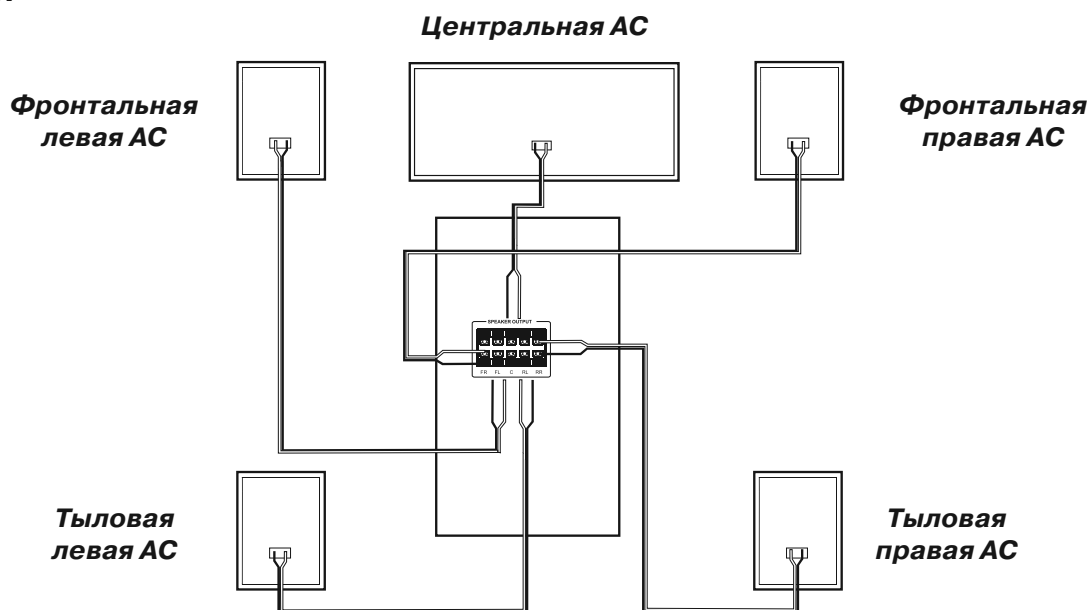 Центральная АС
Фронтальная
левая АС
Фронтальная
правая АС
SPEAKER OUTPUT
FR FL C RL RR
Тыловая
левая АС
Тыловая
правая АС